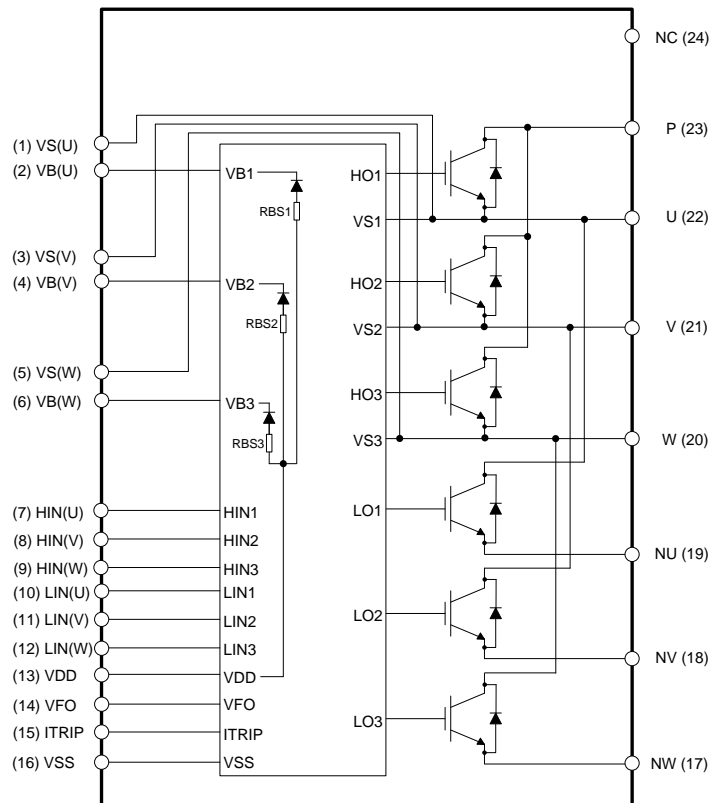 NC (24)
P (23)
(1) VS(U)
(2) VB(U)
VB1
HO1
RBS1
VS1
U (22)
(3) VS(V)
(4) VB(V)
VB2
HO2
RBS2
VS2
V (21)
(5) VS(W)
(6) VB(W)
VB3
HO3
RBS3
VS3
W (20)
(7) HIN(U)
HIN1
LO1
(8) HIN(V)
HIN2
NU (19)
(9) HIN(W)
HIN3
(10) LIN(U)
LIN1
(11) LIN(V)
LIN2
LO2
(12) LIN(W)
LIN3
NV (18)
(13) VDD
VDD
(14) VFO
VFO
LO3
(15) ITRIP
ITRIP
(16) VSS
VSS
NW (17)